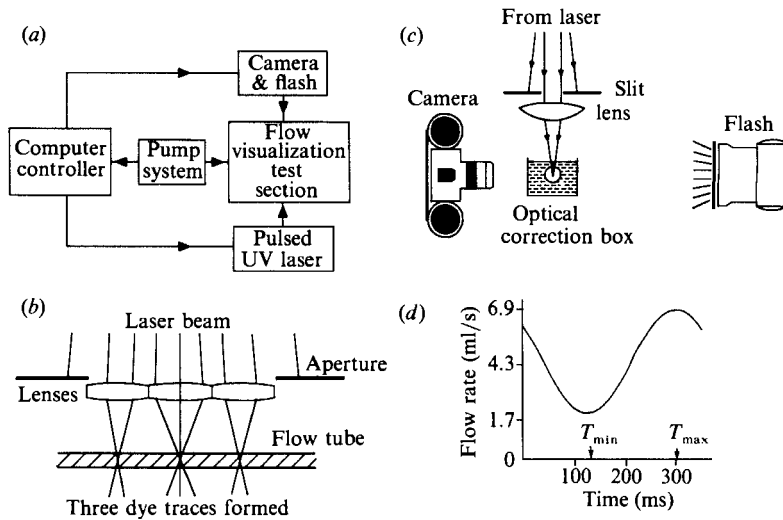 (a)
Camera
& flash
Computer
controller
Pump
system
Flow
visualization
test
section
Pulsed
UV laser
(b)
Laser beam
Aperture
Lenses
Flow tube
Three dye traces formed
(c)
From laser
Slit
lens
Camera
Flash
Optical
correction box
(d)
Flow rate (ml/s)
6.9
4.3
1.7
0
T_min
T_max
100 200 300
Time (ms)